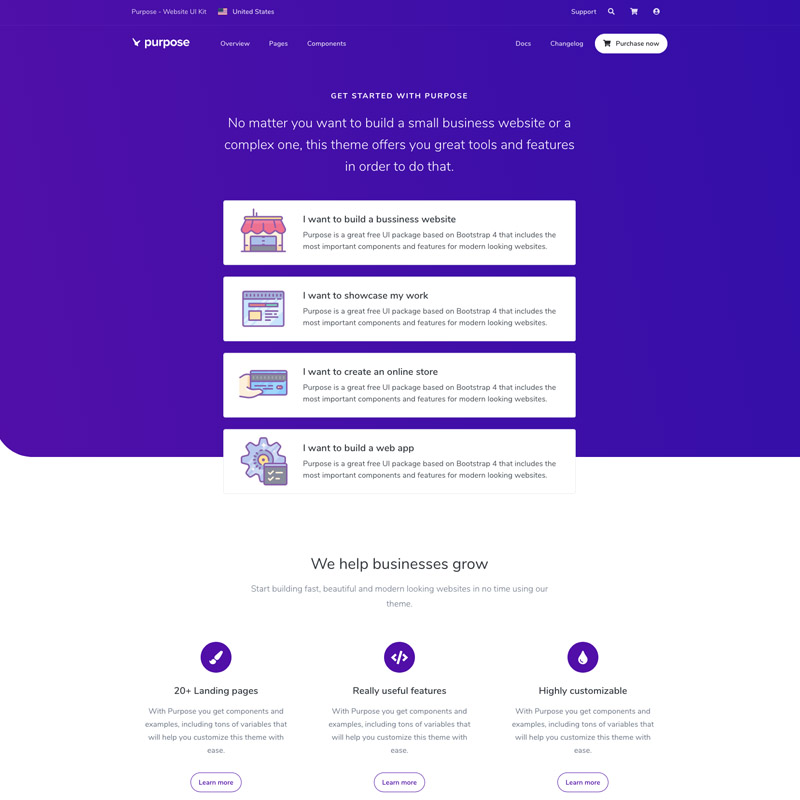 Purpose - Website UI Kit United States Support
purpose Overview Pages Components Docs Changelog Purchase now
GET STARTED WITH PURPOSE
No matter you want to build a small business website or a
complex one, this theme offers you great tools and features
in order to do that.
I want to build a bussiness website
Purpose is a great free UI package based on Bootstrap 4 that includes the
most important components and features for modern looking websites.
I want to showcase my work
Purpose is a great free UI package based on Bootstrap 4 that includes the
most important components and features for modern looking websites.
I want to create an online store
Purpose is a great free UI package based on Bootstrap 4 that includes the
most important components and features for modern looking websites.
I want to build a web app
Purpose is a great free UI package based on Bootstrap 4 that includes the
most important components and features for modern looking websites.
We help businesses grow
Start building fast, beautiful and modern looking websites in no time using our
theme.
20+ Landing pages
With Purpose you get components and
examples, including tons of variables that
will help you customize this theme with
ease.
Learn more
Really useful features
With Purpose you get components and
examples, including tons of variables that
will help you customize this theme with
ease.
Learn more
Highly customizable
With Purpose you get components and
examples, including tons of variables that
will help you customize this theme with
ease.
Learn more